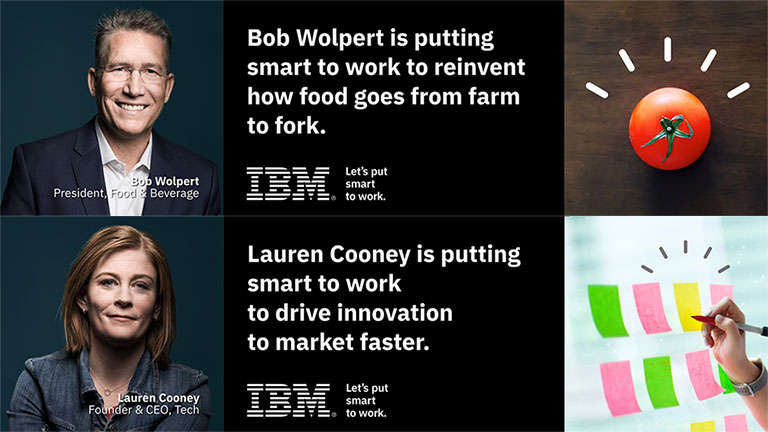 Bob Wolpert
President, Food & Beverage
Bob Wolpert is putting
smart to work to reinvent
how food goes from farm
to fork.
IBM®
Let’s put
smart
to work.
Lauren Cooney
Founder & CEO, Tech
Lauren Cooney is putting
smart to work
to drive innovation
to market faster.
IBM®
Let’s put
smart
to work.